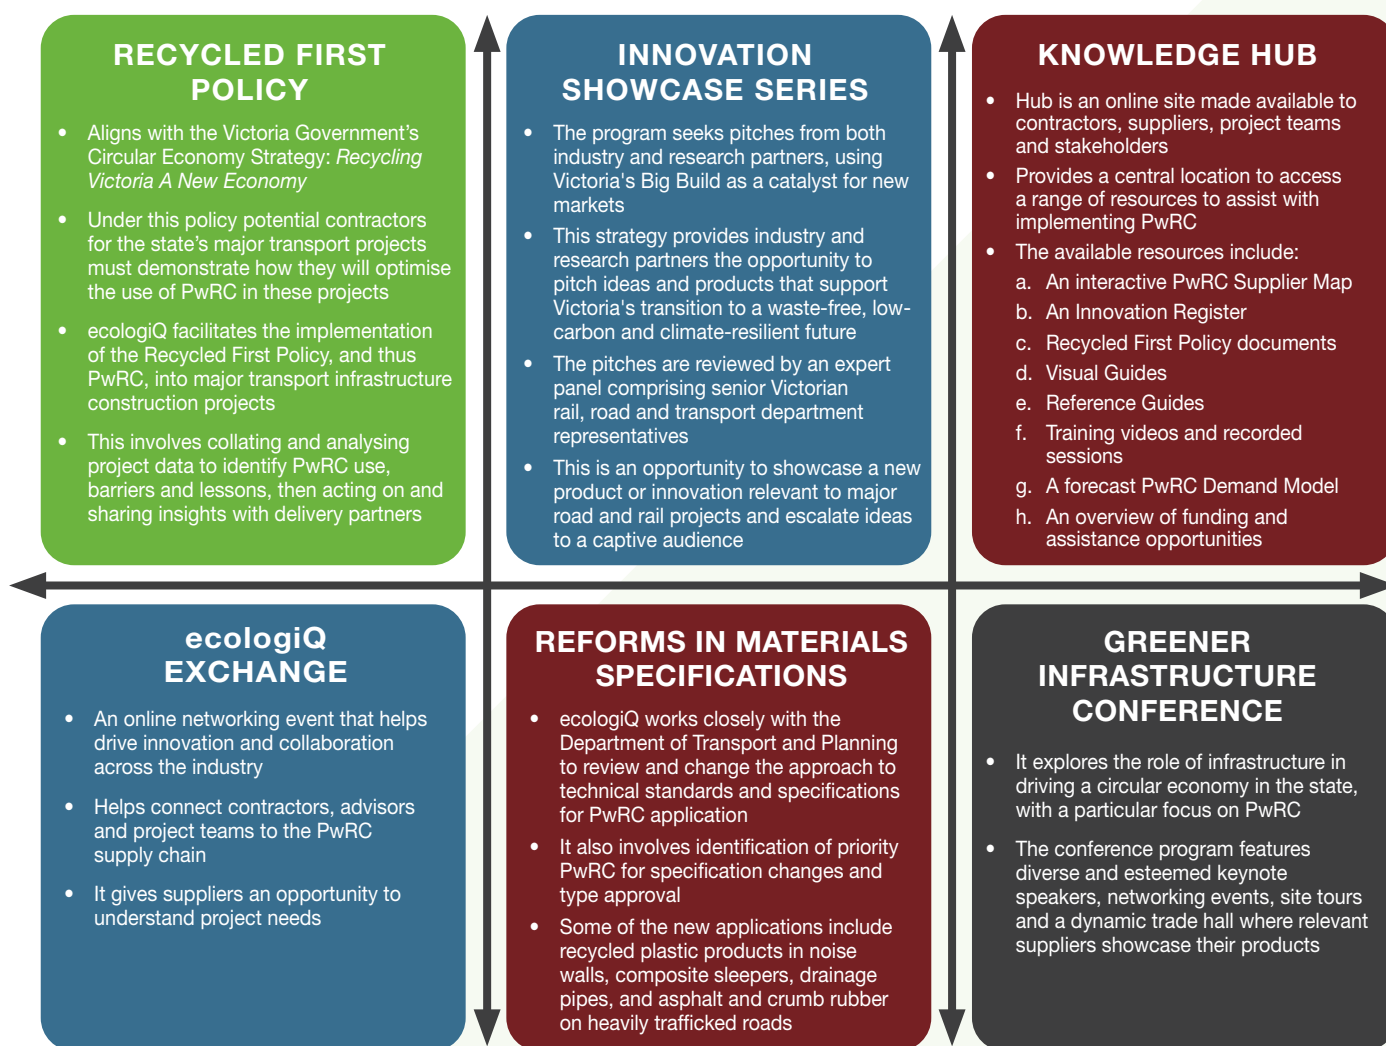 RECYCLED FIRST
POLICY
• Aligns with the Victoria Government's
Circular Economy Strategy: Recycling
Victoria A New Economy
• Under this policy potential contractors
for the state's major transport projects
must demonstrate how they will optimise
the use of PwRC in these projects
• ecologiQ facilitates the implementation
of the Recycled First Policy, and thus
PwRC, into major transport infrastructure
construction projects
• This involves collating and analysing
project data to identify PwRC use,
barriers and lessons, then acting on and
sharing insights with delivery partners
INNOVATION
SHOWCASE SERIES
• The program seeks pitches from both
industry and research partners, using
Victoria's Big Build as a catalyst for new
markets
• This strategy provides industry and
research partners the opportunity to
pitch ideas and products that support
Victoria's transition to a waste-free, low-
carbon and climate-resilient future
• The pitches are reviewed by an expert
panel comprising senior Victorian
rail, road and transport department
representatives
• This is an opportunity to showcase a new
product or innovation relevant to major
road and rail projects and escalate ideas
to a captive audience
KNOWLEDGE HUB
• Hub is an online site made available to
contractors, suppliers, project teams
and stakeholders
• Provides a central location to access
a range of resources to assist with
implementing PwRC
• The available resources include:
a. An interactive PwRC Supplier Map
b. An Innovation Register
c. Recycled First Policy documents
d. Visual Guides
e. Reference Guides
f. Training videos and recorded
sessions
g. A forecast PwRC Demand Model
h. An overview of funding and
assistance opportunities
ecologiQ
EXCHANGE
• An online networking event that helps
drive innovation and collaboration
across the industry
• Helps connect contractors, advisors
and project teams to the PwRC
supply chain
• It gives suppliers an opportunity to
understand project needs
REFORMS IN MATERIALS
SPECIFICATIONS
• ecologiQ works closely with the
Department of Transport and Planning
to review and change the approach to
technical standards and specifications
for PwRC application
• It also involves identification of priority
PwRC for specification changes and
type approval
• Some of the new applications include
recycled plastic products in noise
walls, composite sleepers, drainage
pipes, and asphalt and crumb rubber
on heavily trafficked roads
GREENER
INFRASTRUCTURE
CONFERENCE
• It explores the role of infrastructure in
driving a circular economy in the state,
with a particular focus on PwRC
• The conference program features
diverse and esteemed keynote
speakers, networking events, site tours
and a dynamic trade hall where relevant
suppliers showcase their products